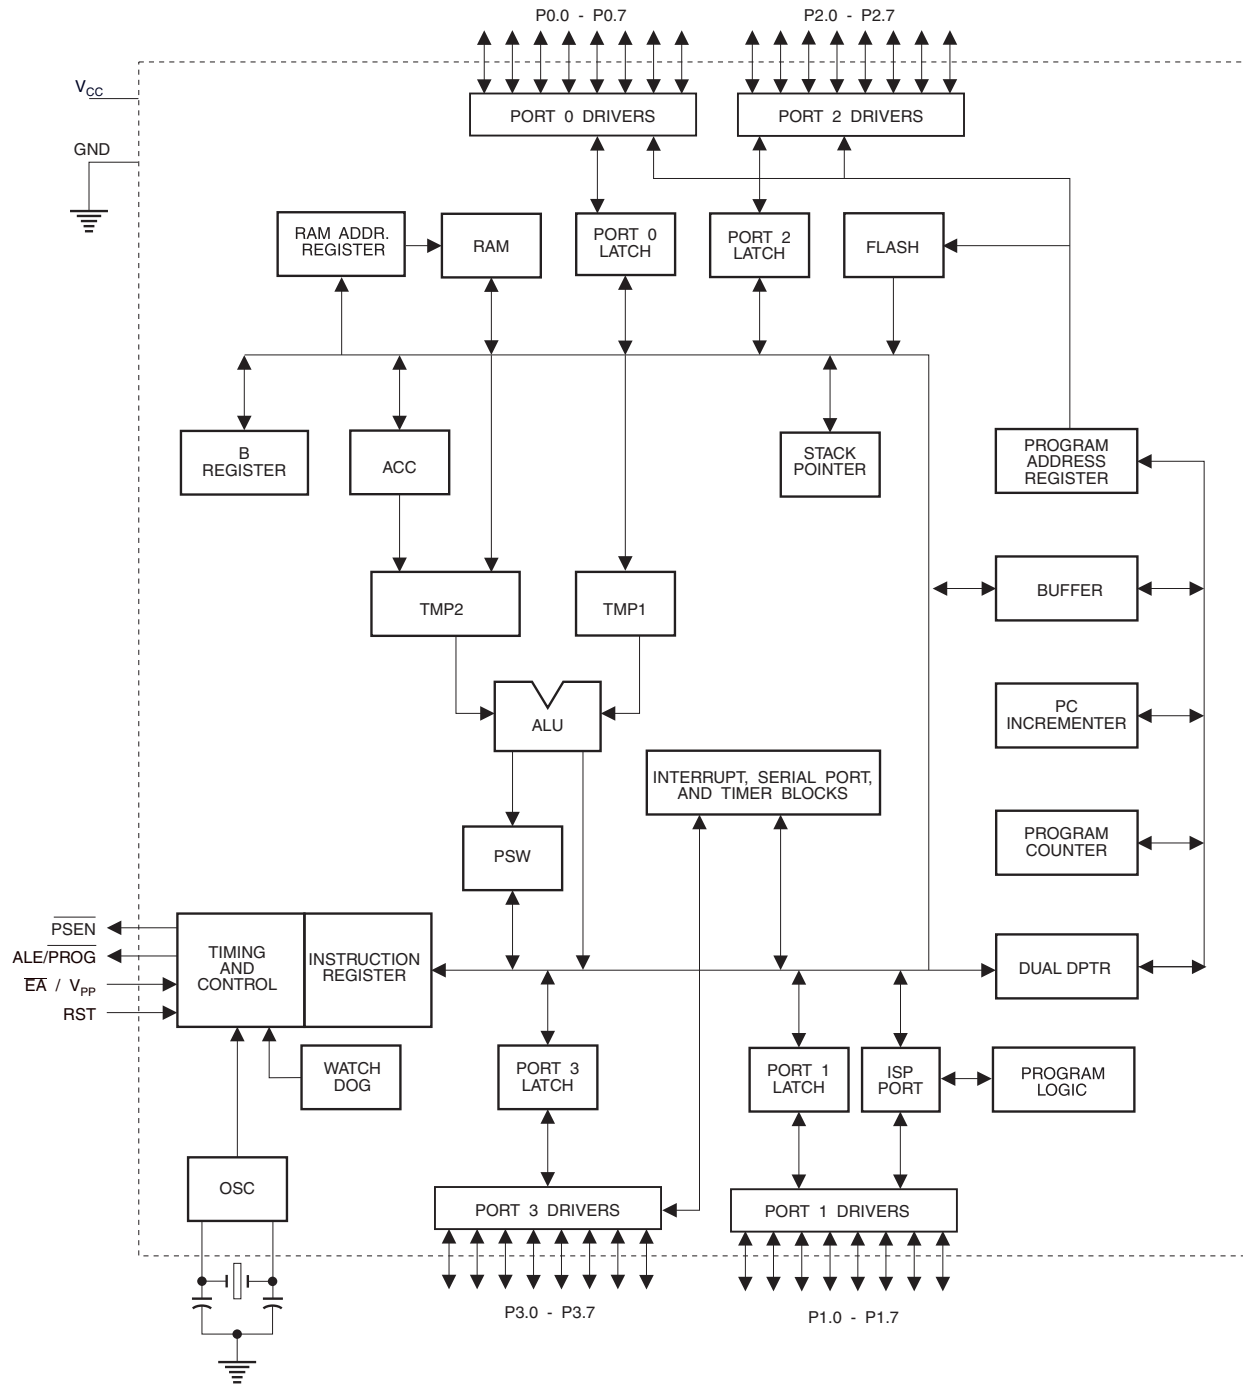 P0.0 - P0.7
P2.0 - P2.7
VCC
PORT 0 DRIVERS
PORT 2 DRIVERS
GND
RAM ADDR.
REGISTER
RAM
PORT 0
LATCH
PORT 2
LATCH
FLASH
B
REGISTER
ACC
STACK
POINTER
PROGRAM
ADDRESS
REGISTER
TMP2
TMP1
BUFFER
ALU
PC
INCREMENTER
INTERRUPT, SERIAL PORT,
AND TIMER BLOCKS
PSW
PROGRAM
COUNTER
PSEN
ALE/PROG
EA / VPP
RST
TIMING
AND
CONTROL
INSTRUCTION
REGISTER
DUAL DPTR
WATCH
DOG
PORT 3
LATCH
PORT 1
LATCH
ISP
PORT
PROGRAM
LOGIC
OSC
PORT 3 DRIVERS
PORT 1 DRIVERS
P3.0 - P3.7
P1.0 - P1.7